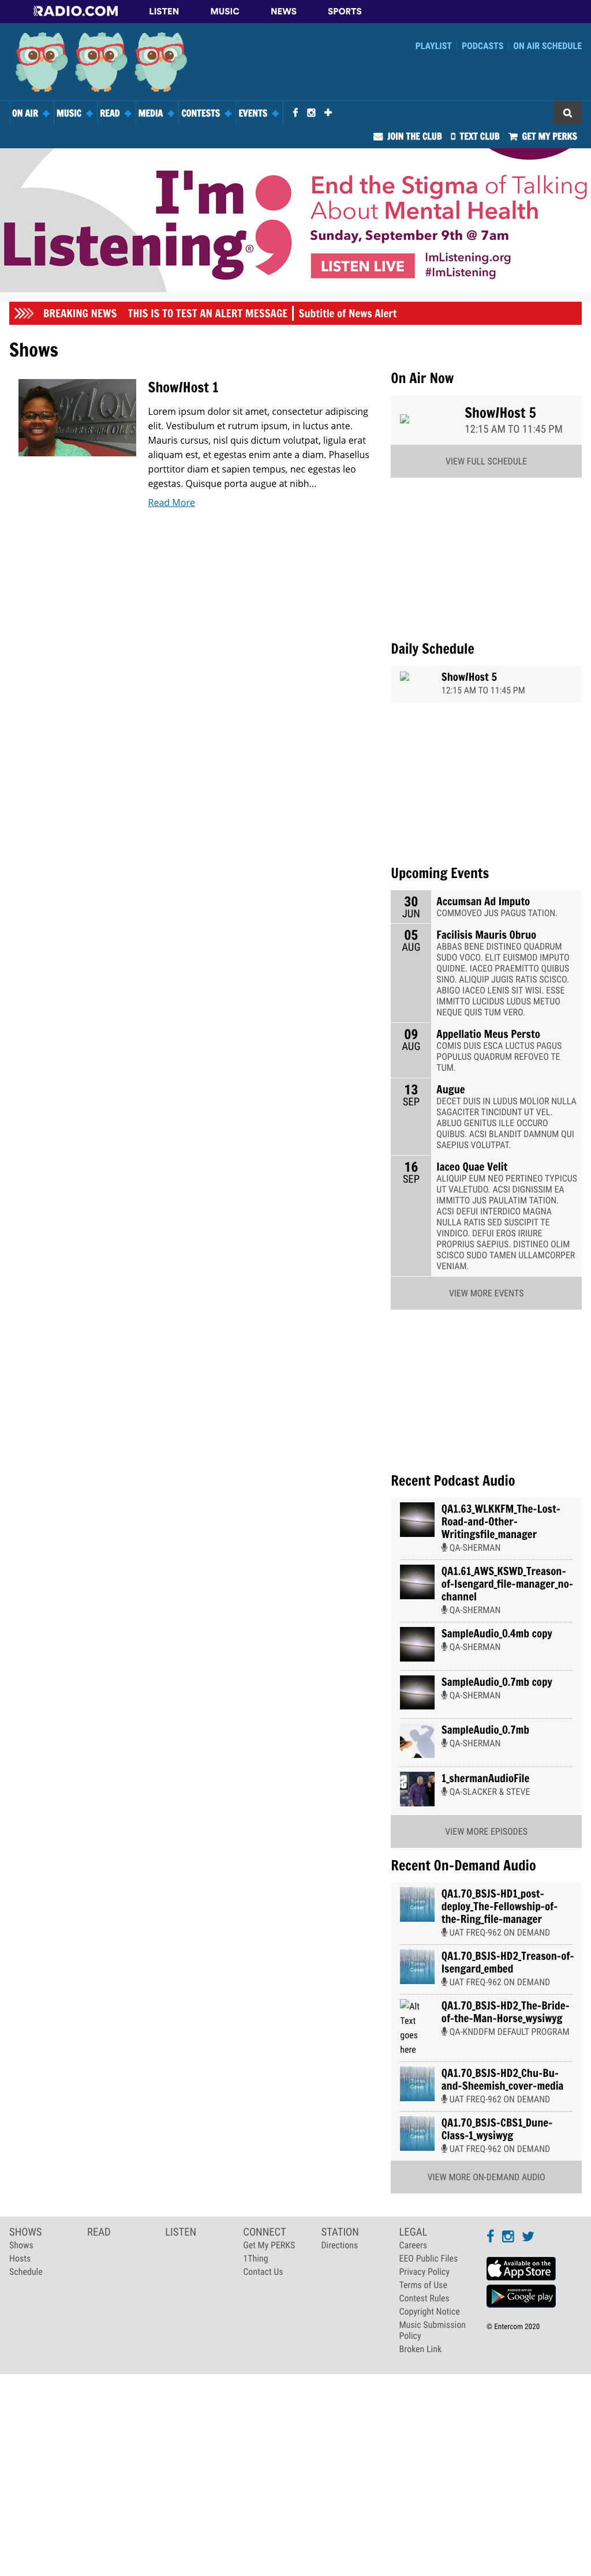 RADIO.COM LISTEN MUSIC NEWS SPORTS
PLAYLIST PODCASTS ON AIR SCHEDULE
ON AIR MUSIC READ MEDIA CONTESTS EVENTS
JOIN THE CLUB TEXT CLUB GET MY PERKS
I'm
Listening®
End the Stigma of Talking
About Mental Health
Sunday, September 9th @ 7am
LISTEN LIVE
ImListening.org
#ImListening
BREAKING NEWS THIS IS TO TEST AN ALERT MESSAGE Subtitle of News Alert
Shows
Show/Host 1
Lorem ipsum dolor sit amet, consectetur adipiscing
elit. Vestibulum et rutrum ipsum, in luctus ante.
Mauris cursus, nisl quis dictum volutpat, ligula erat
aliquam est, et egestas enim ante a diam. Phasellus
porttitor diam et sapien tempus, nec egestas leo
egestas. Quisque porta augue at nibh...
Read More
On Air Now
Show/Host 5
12:15 AM TO 11:45 PM
VIEW FULL SCHEDULE
Daily Schedule
Show/Host 5
12:15 AM TO 11:45 PM
Upcoming Events
30
JUN
Accumsan Ad Imputo
COMMOVEO JUS PAGUS TATION.
05
AUG
Facilisis Mauris Obruo
ABBAS BENE DISTINEO QUADRUM
SUDO VOCO. ELIT EUISMOD IMPUTO
QUIDNE. IACEO PRAEMITTO QUIBUS
SINO. ALIQUIP JUGIS RATIS SCISCO.
ABIGO IACEO LENIS SIT WISI. ESSE
IMMITTO LUCIDUS LUDUS METUO
NEQUE QUIS TUM VERO.
09
AUG
Appellatio Meus Persto
COMIS DUIS ESCA LUCTUS PAGUS
POPULUS QUADRUM REFOVEO TE
TUM.
13
SEP
Augue
DECET DUIS IN LUDUS MOLIOR NULLA
SAGACITER TINCIDUNT UT VEL.
ABLUO GENITUS ILLE OCCURO
QUIBUS. ACSI BLANDIT DAMNUM QUI
SAEPIUS VOLUTPAT.
16
SEP
Iaceo Quae Velit
ALIQUIP EUM NEO PERTINEO TYPICUS
UT VALETUDO. ACSI DIGNISSIM EA
IMMITTO JUS PAULATIM TATION.
ACSI DEFUI INTERDICO MAGNA
NULLA RATIS SED SUSCIPIT TE
VINDICO. DEFUI EROS IRIURE
PROPRIUS SAEPIUS. DISTINEO OLIM
SCISCO SUDO TAMEN ULLAMCORPER
VENIAM.
VIEW MORE EVENTS
Recent Podcast Audio
QA1.63_WLKKFM_The-Lost-
Road-and-Other-
Writingsfile_manager
QA-SHERMAN
QA1.61_AWS_KSWD_Treason-
of-Isengard_file-manager_no-
channel
QA-SHERMAN
SampleAudio_0.4mb copy
QA-SHERMAN
SampleAudio_0.7mb copy
QA-SHERMAN
SampleAudio_0.7mb
QA-SHERMAN
1_shermanAudioFile
QA-SLACKER & STEVE
VIEW MORE EPISODES
Recent On-Demand Audio
QA1.70_BSJS-HD1_post-
deploy_The-Fellowship-of-
the-Ring_file-manager
UAT FREQ-962 ON DEMAND
QA1.70_BSJS-HD2_Treason-of-
Isengard_embed
UAT FREQ-962 ON DEMAND
Alt
Text
goes
here
QA1.70_BSJS-HD2_The-Bride-
of-the-Man-Horse_wysiwyg
QA-KNDDFM DEFAULT PROGRAM
QA1.70_BSJS-HD2_Chu-Bu-
and-Sheemish_cover-media
UAT FREQ-962 ON DEMAND
QA1.70_BSJS-CBS1_Dune-
Class-1_wysiwyg
UAT FREQ-962 ON DEMAND
VIEW MORE ON-DEMAND AUDIO
SHOWS
Shows
Hosts
Schedule
READ
LISTEN
CONNECT
Get My PERKS
1Thing
Contact Us
STATION
Directions
LEGAL
Careers
EEO Public Files
Privacy Policy
Terms of Use
Contest Rules
Copyright Notice
Music Submission
Policy
Broken Link
Available on the
App Store
ANDROID APP ON
Google play
© Entercom 2020